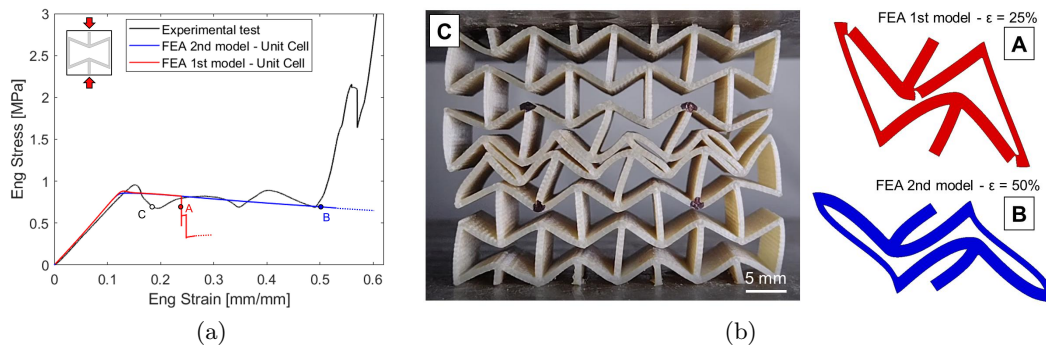 3
2.5
2
1.5
1
0.5
0
Eng Stress [MPa]
Experimental test
FEA 2nd model - Unit Cell
FEA 1st model - Unit Cell
C
A
B
0
0.1
0.2
0.3
0.4
0.5
0.6
Eng Strain [mm/mm]
(a)
C
5 mm
FEA 1st model - ε = 25%
A
FEA 2nd model - ε = 50%
B
(b)